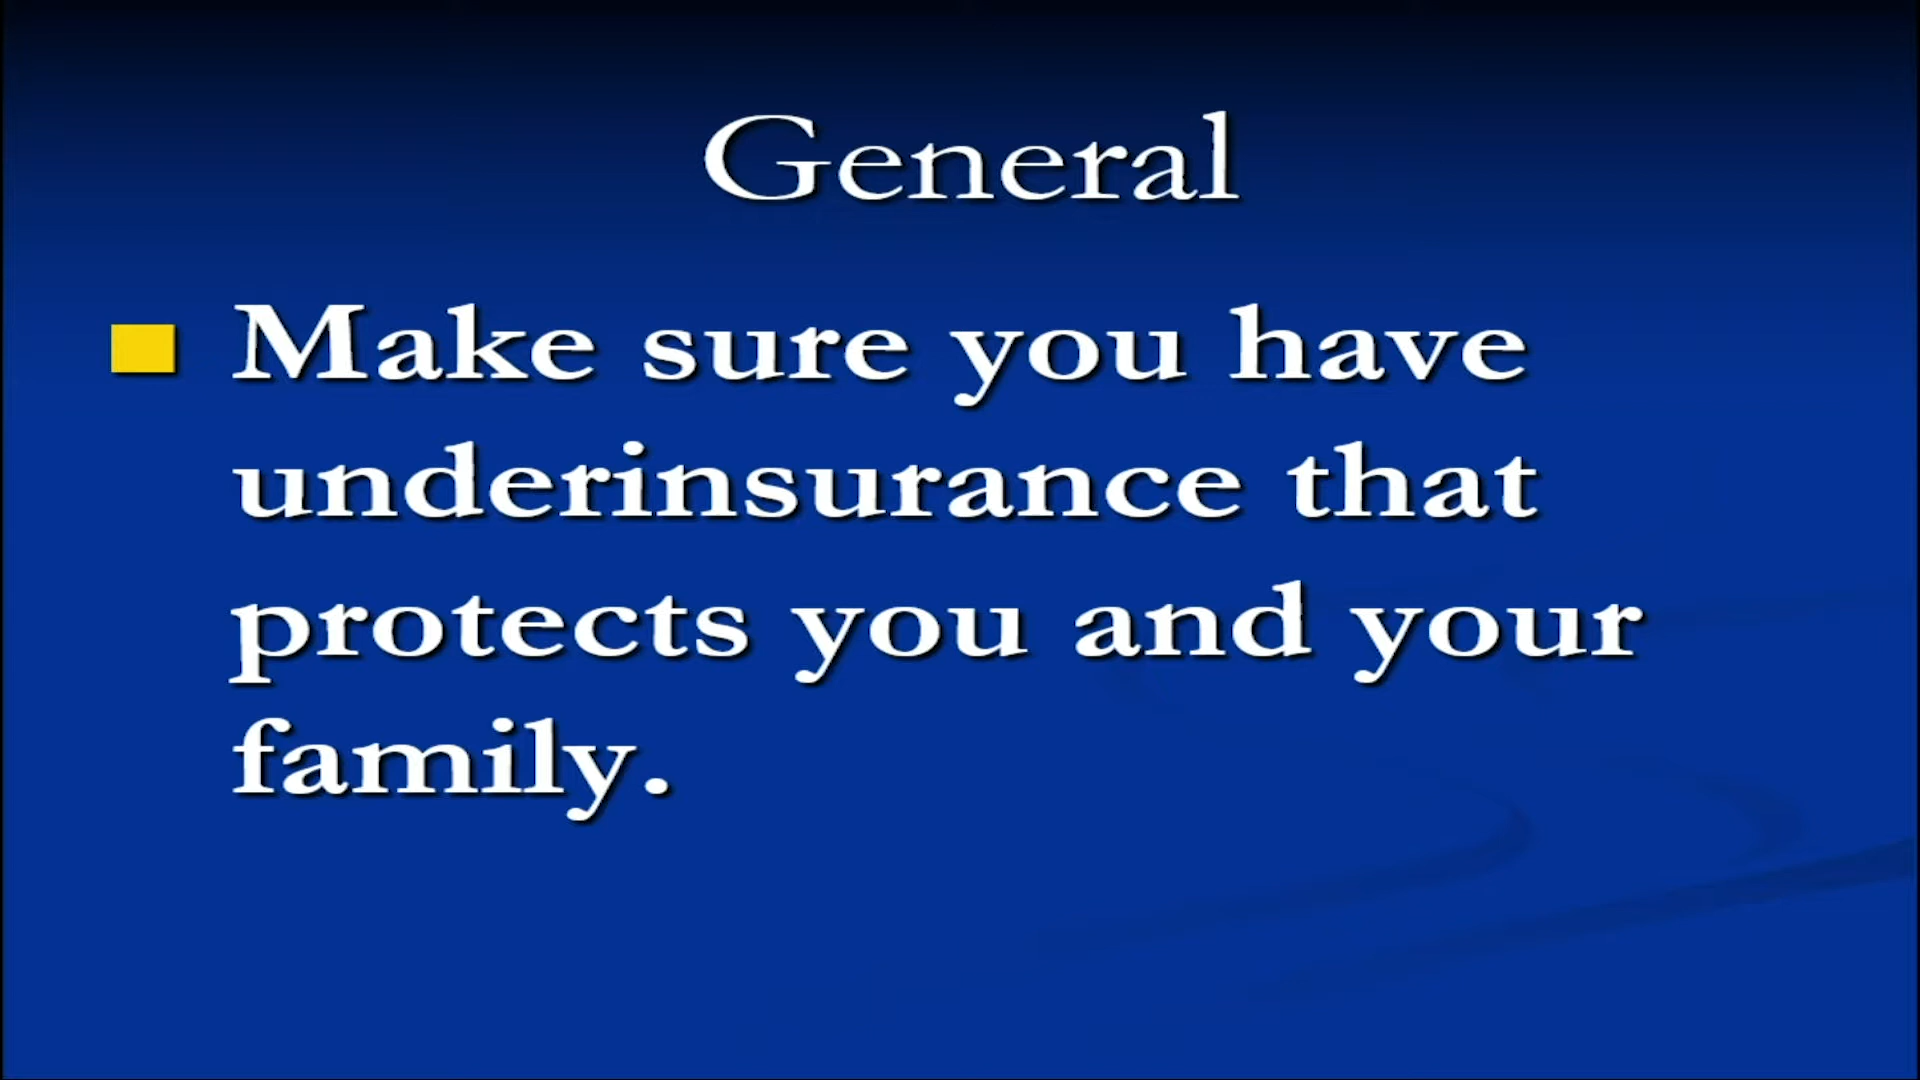 General
Make sure you have
underinsurance that
protects you and your
family.